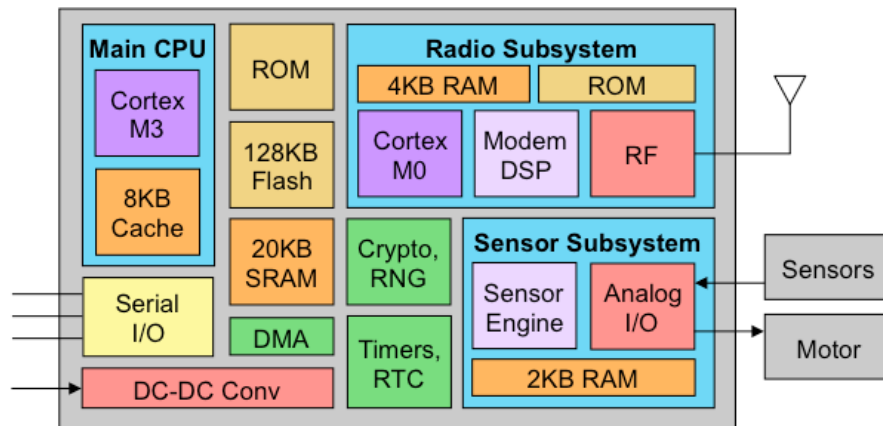 Main CPU
Cortex
M3
8KB
Cache
Serial
I/O
DC-DC Conv
ROM
128KB
Flash
20KB
SRAM
DMA
Radio Subsystem
4KB RAM
ROM
Cortex
M0
Modem
DSP
RF
Crypto,
RNG
Timers,
RTC
Sensor Subsystem
Sensor
Engine
Analog
I/O
2KB RAM
Sensors
Motor